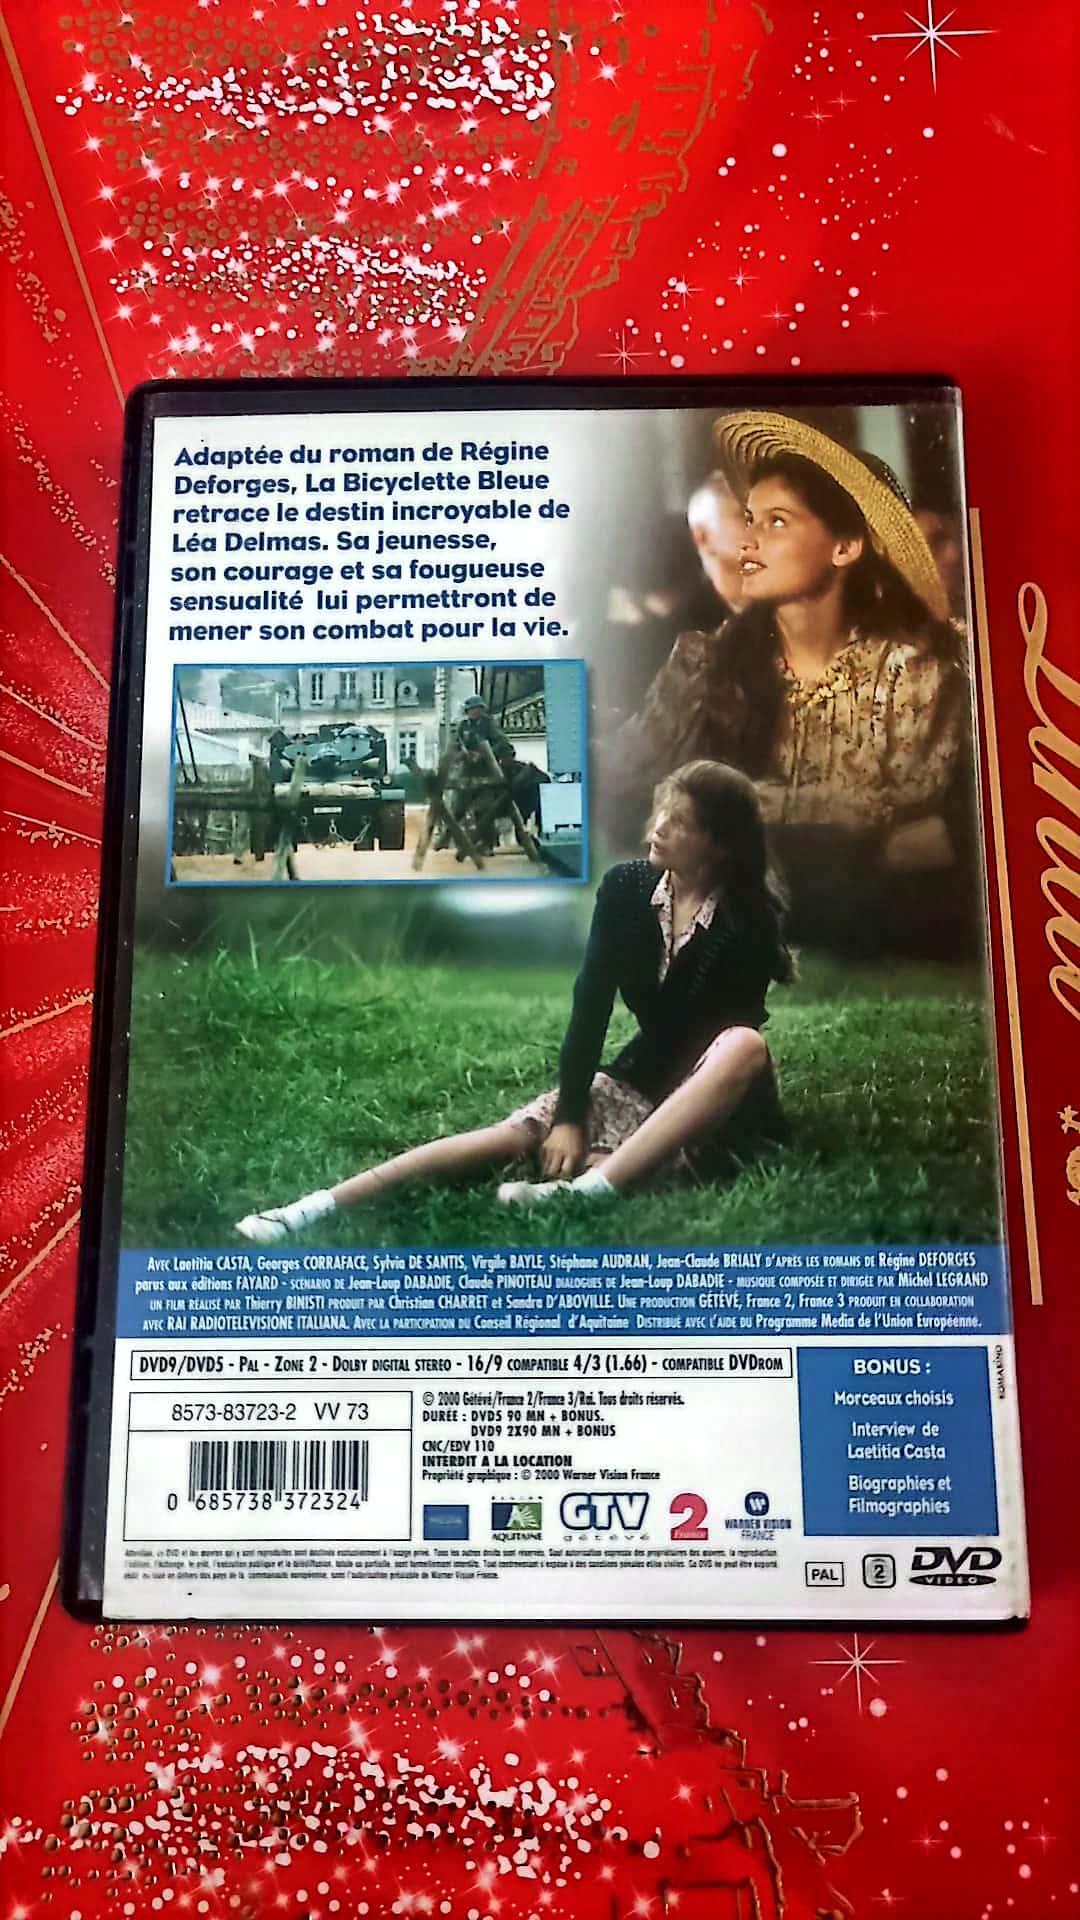 Adaptée du roman de Régine
Deforges, La Bicyclette Bleue
retrace le destin incroyable de
Léa Delmas. Sa jeunesse,
son courage et sa fougueuse
sensualité lui permettront de
mener son combat pour la vie.
AVEC Laetitia CASTA, Georges CORRAFACE, Sylvia DE SANTIS, Virgile BAYLE, Stéphane AUDRAN, Jean-Claude BRIALY D'APRÈS LES ROMANS DE Régine DEFORGES
parus aux éditions FAYARD - SCENARIO DE Jean-Loup DABADIE, Claude PINOTEAU DIALOGUES DE Jean-Loup DABADIE - MUSIQUE COMPOSÉE ET DIRIGÉE PAR Michel LEGRAND
UN FILM RÉALISÉ PAR Thierry BINISTI PRODUIT PAR Christian CHARRET et Sandra D'ABOVILLE. UNE PRODUCTION GÉTÉVÉ, France 2, France 3 PRODUIT EN COLLABORATION
AVEC RAI RADIOTELEVISIONE ITALIANA. AVEC LA PARTICIPATION DU Conseil Régional d'Aquitaine DISTRIBUÉ AVEC L'AIDE DU Programme Media de l'Union Européenne.
DVD9/DVD5 - PAL - ZONE 2 - DOLBY DIGITAL STEREO - 16/9 COMPATIBLE 4/3 (1.66) - COMPATIBLE DVDROM
8573-83723-2 VV 73
0 685738 372324
© 2000 Gétévé/France 2/France 3/Rai. Tous droits réservés.
DURÉE : DVD5 90 MN + BONUS.
DVD9 2X90 MN + BONUS
CNC/EDV 110
INTERDIT A LA LOCATION
Propriété graphique : © 2000 Warner Vision France
MEDIA
AQUITAINE
GTV
gétévé
2
France
WARNER VISION
FRANCE
BONUS :
Morceaux choisis
Interview de
Laetitia Casta
Biographies et
Filmographies
PAL
2
DVD
VIDEO